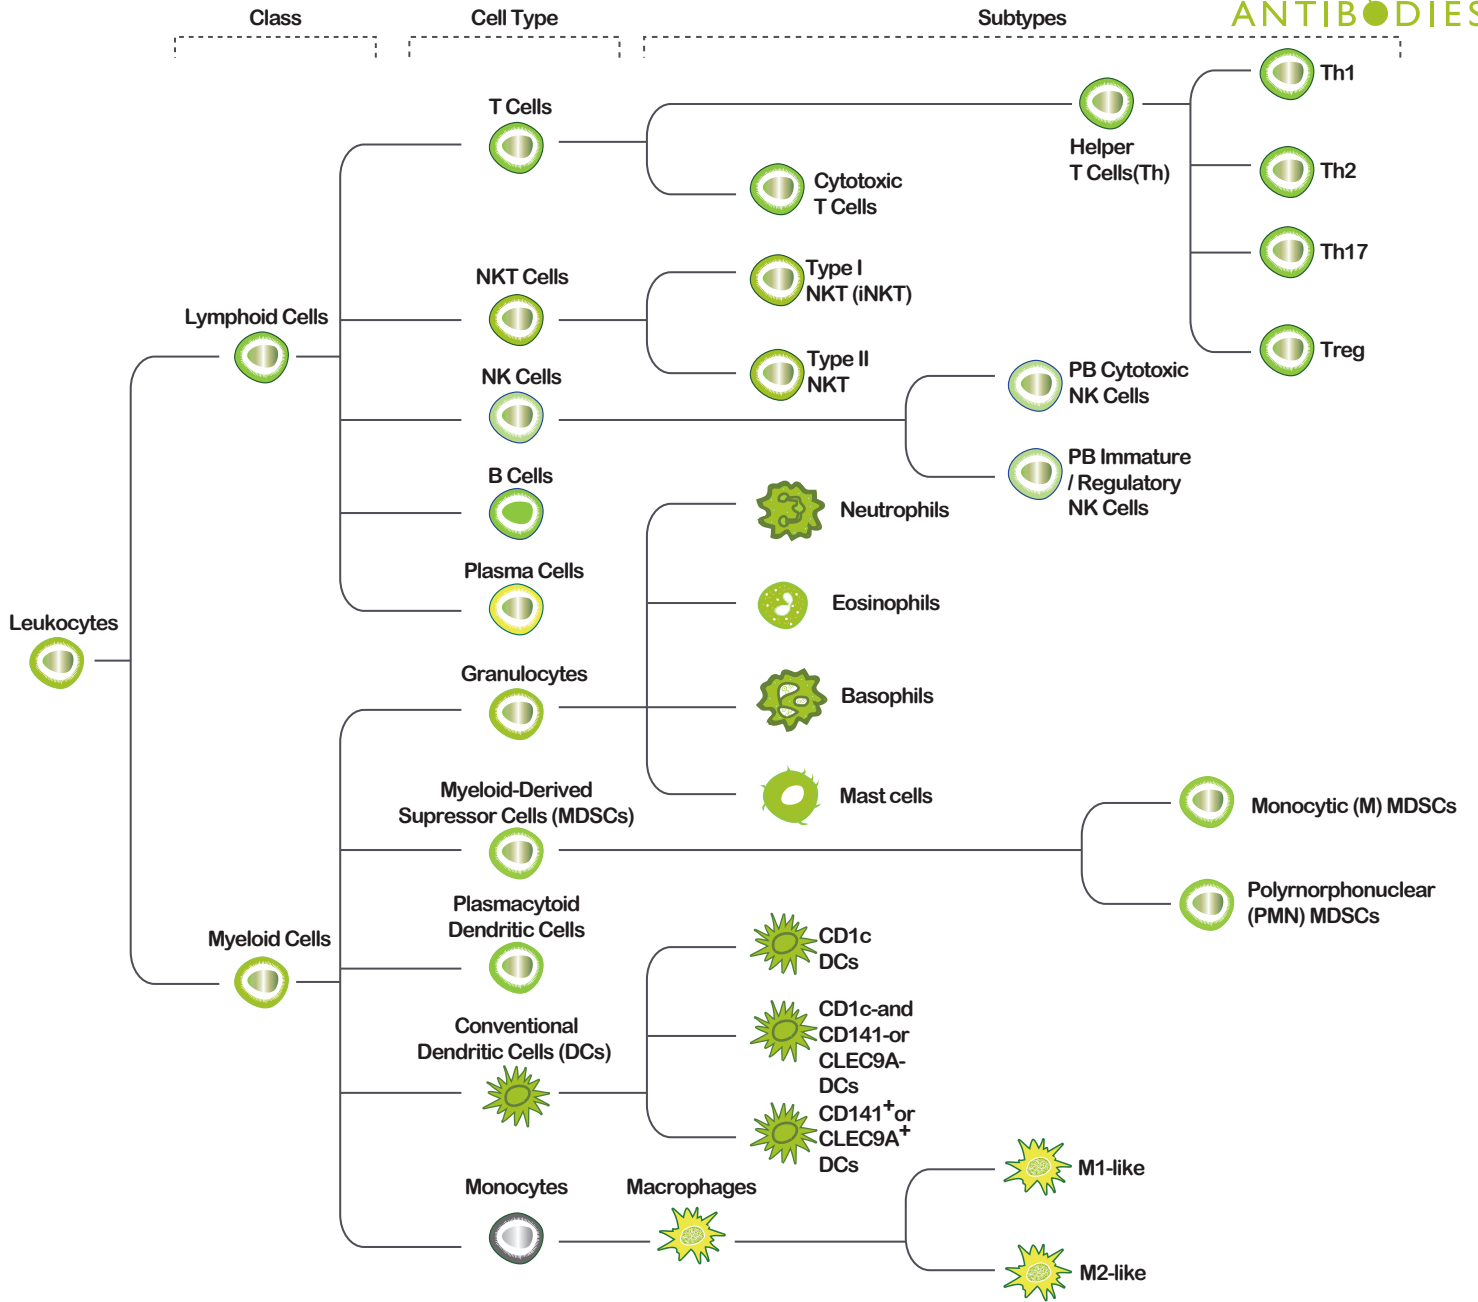 ANTIBODIES
Class
Cell Type
Subtypes
T Cells
Helper
T Cells(Th)
Th1
Th2
Th17
Treg
Cytotoxic
T Cells
NKT Cells
Type I
NKT (iNKT)
Type II
NKT
Lymphoid Cells
NK Cells
PB Cytotoxic
NK Cells
PB Immature
/ Regulatory
NK Cells
B Cells
Plasma Cells
Leukocytes
Granulocytes
Neutrophils
Eosinophils
Basophils
Mast cells
Myeloid-Derived
Supressor Cells (MDSCs)
Monocytic (M) MDSCs
Polyrnorphonuclear
(PMN) MDSCs
Plasmacytoid
Dendritic Cells
Myeloid Cells
Conventional
Dendritic Cells (DCs)
CD1c
DCs
CD1c-and
CD141-or
CLEC9A-
DCs
CD141+or
CLEC9A+
DCs
Monocytes
Macrophages
M1-like
M2-like